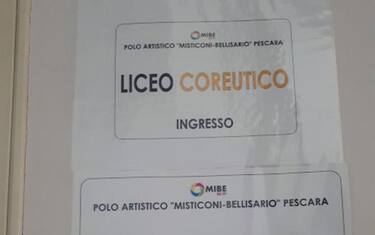 MIBE
POLO ARTISTICO "MISTICONI-BELLISARIO" PESCARA
LICEO COREUTICO
INGRESSO
MIBE
POLO ARTISTICO "MISTICONI-BELLISARIO" PESCARA